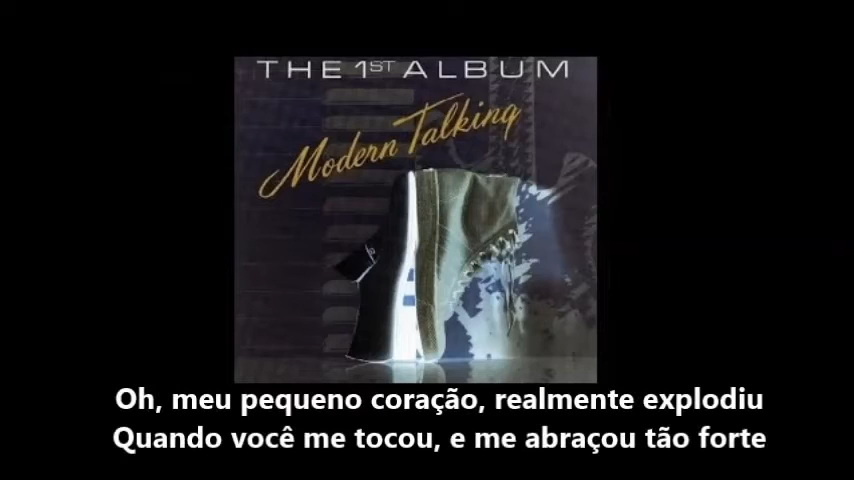 THE 1ST ALBUM
Modern Talking
Oh, meu pequeno coração, realmente explodiu
Quando você me tocou, e me abraçou tão forte